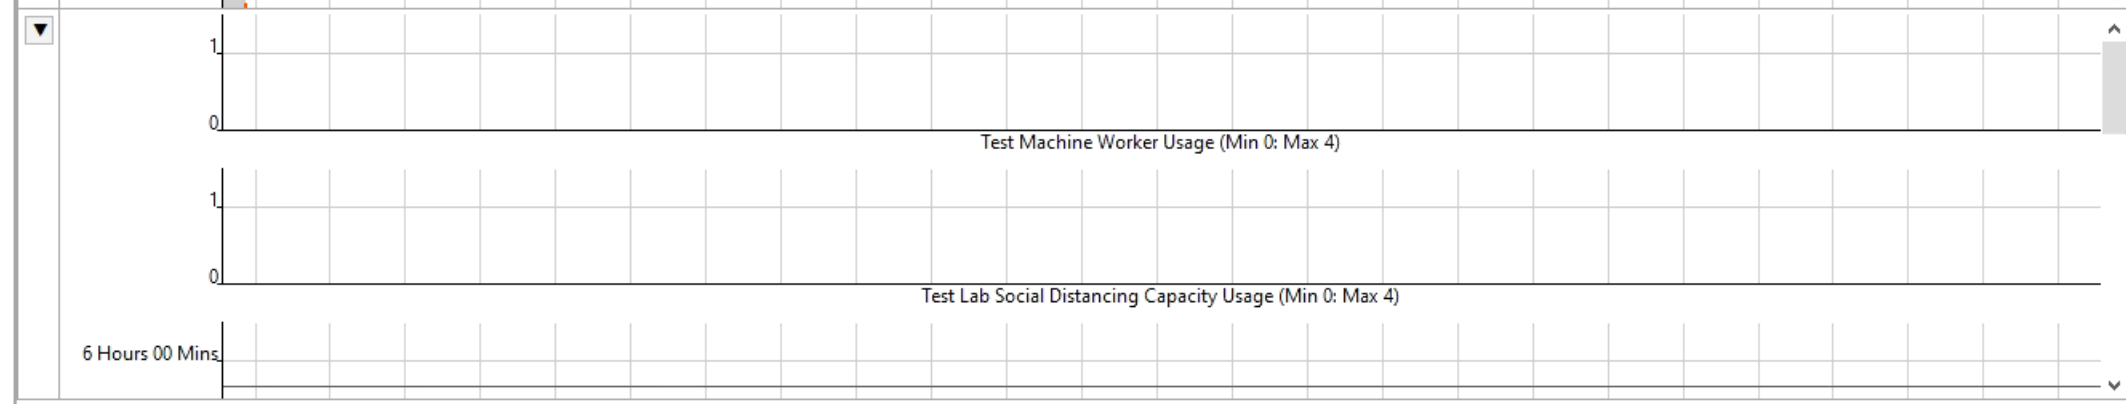 1
0
Test Machine Worker Usage (Min 0: Max 4)
1
0
Test Lab Social Distancing Capacity Usage (Min 0: Max 4)
6 Hours 00 Mins